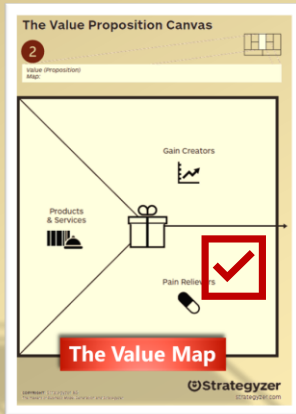 The Value Proposition Canvas
2
Value (Proposition)
Map:
Gain Creators
Products
& Services
Pain Relievers
The Value Map
Strategyzer
strategyzer.com